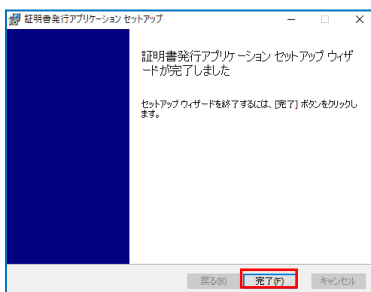 証明書発行アプリケーション セットアップ
証明書発行アプリケーション セットアップ ウィザ
ードが完了しました
セットアップ ウィザードを終了するには、[完了] ボタンをクリックし
ます。
戻る(B) 完了(F) キャンセル